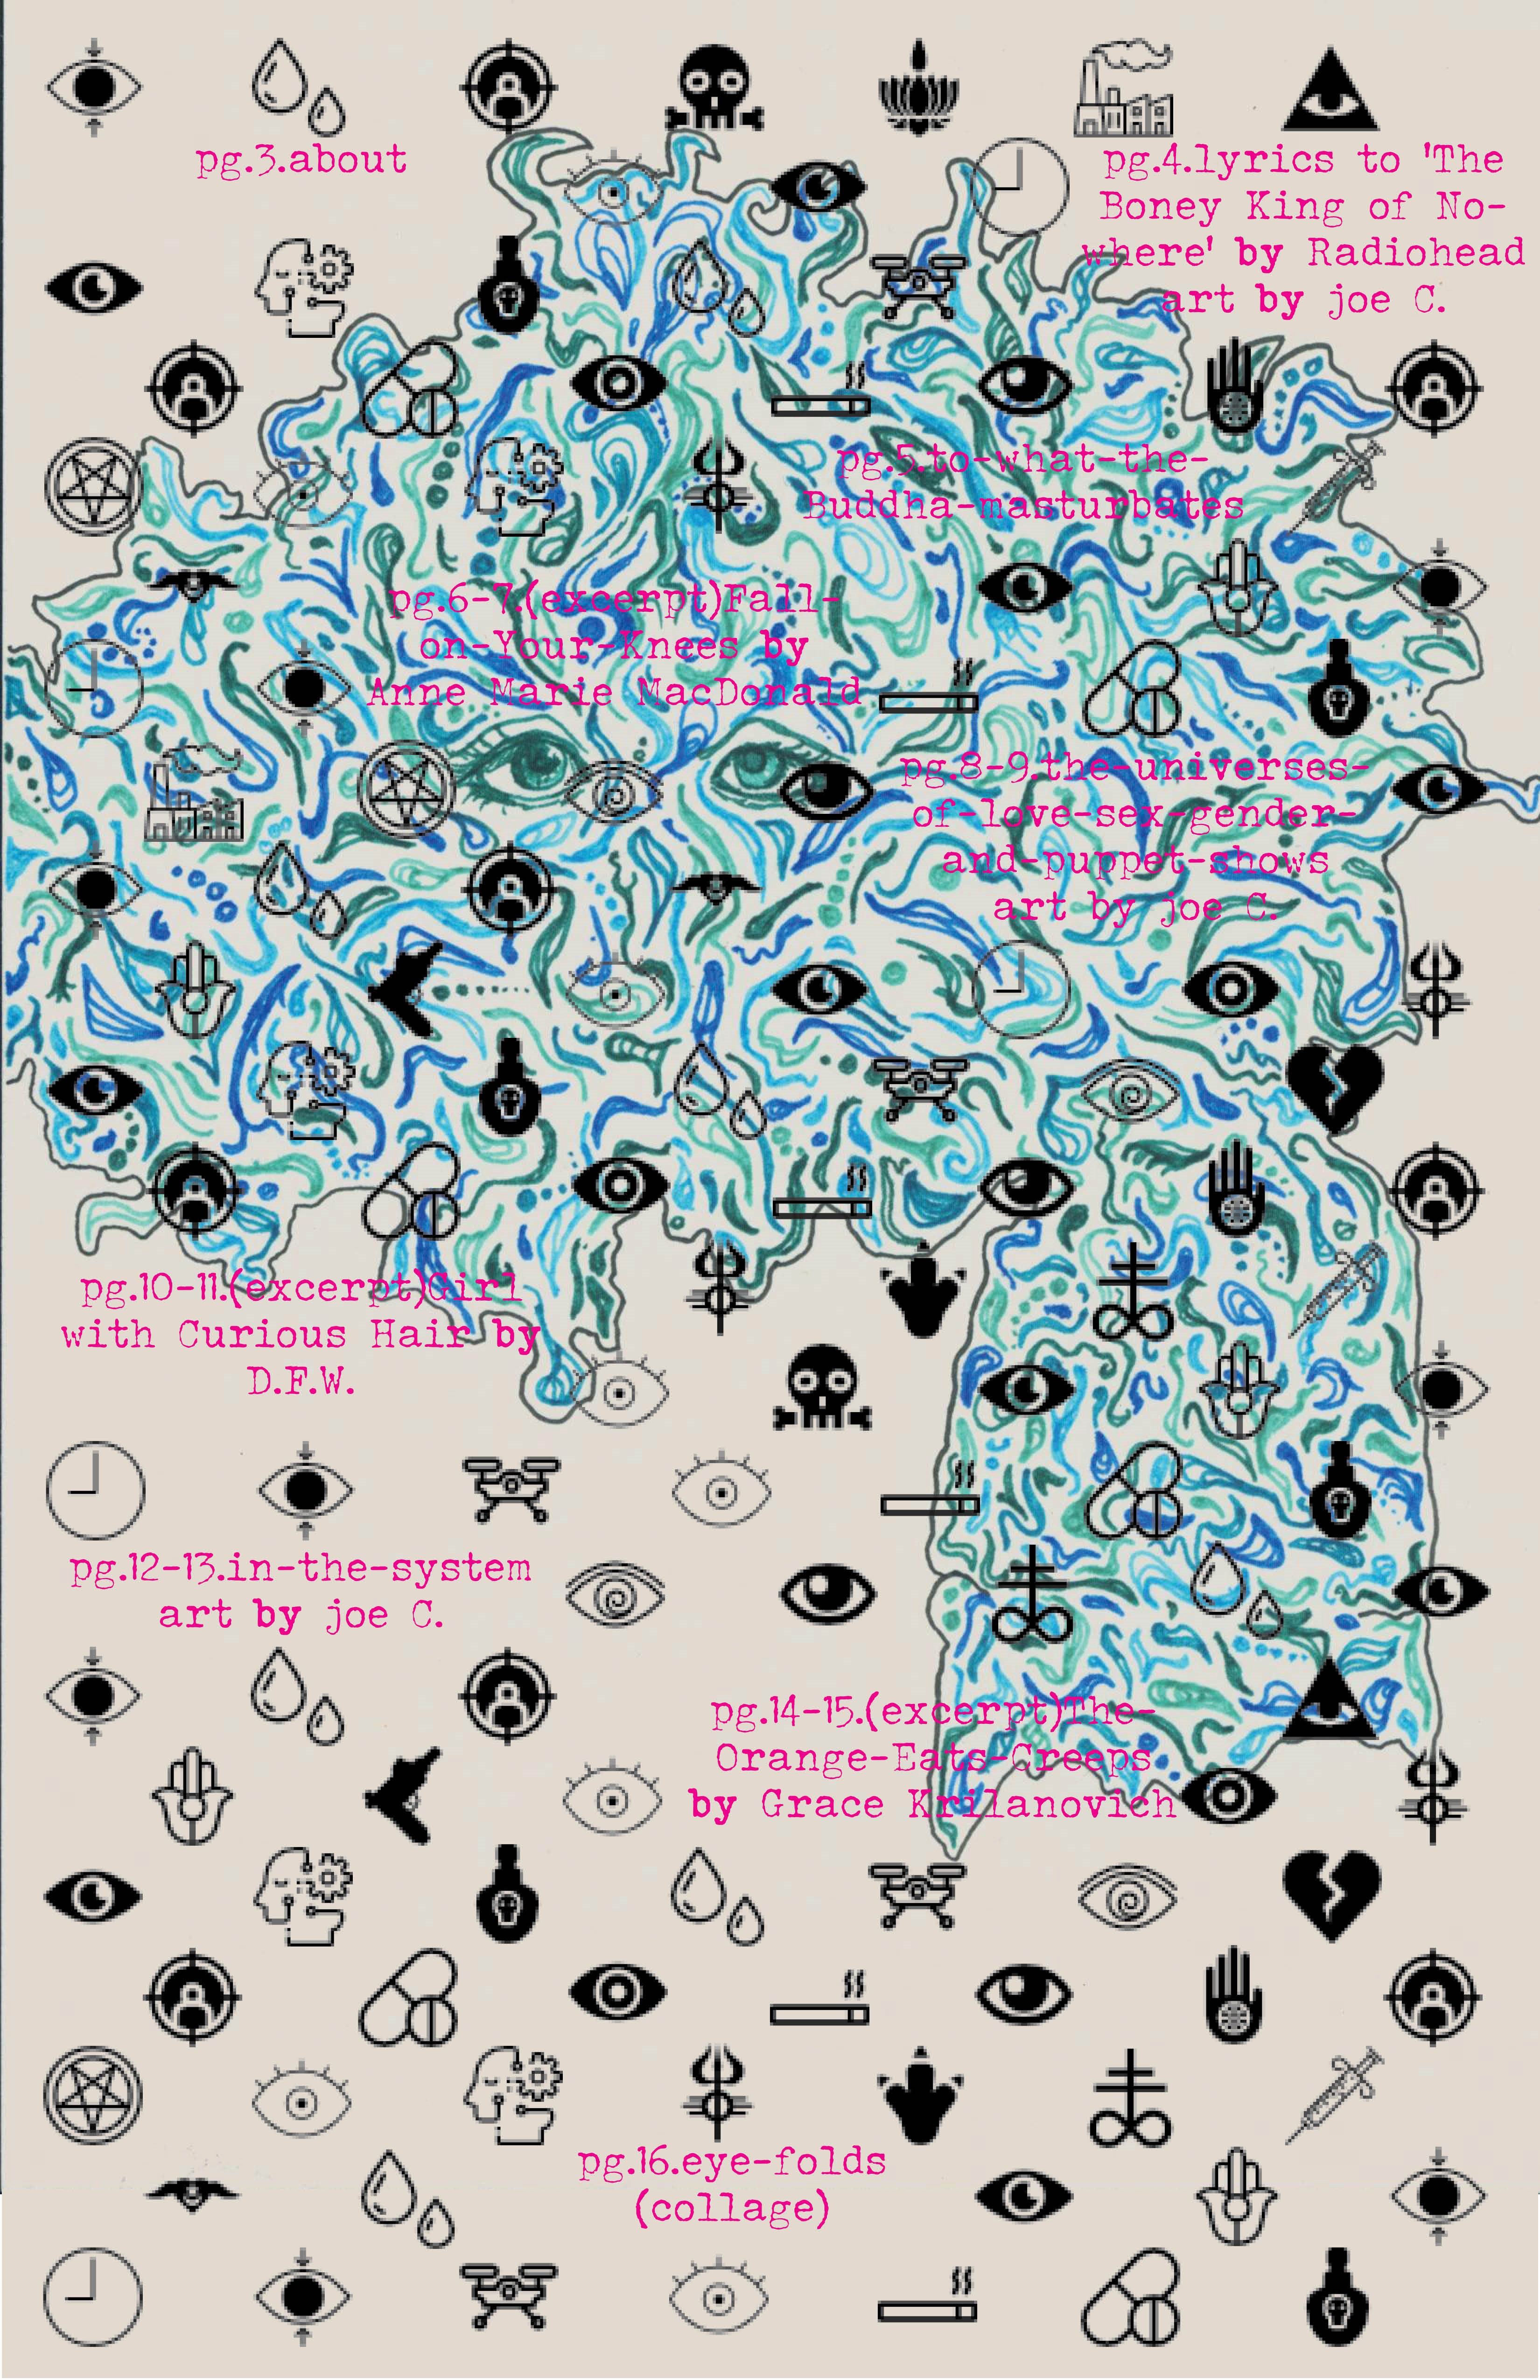 pg.3.about
pg.4.lyrics to 'The
Boney King of No-
where' by Radiohead
art by joe C.
pg.5.to-what-the-
Buddha-masturbates
pg.6-7.(excerpt)Fall-
on-Your-Knees by
Anne Marie MacDonald
pg.8-9.the-universes-
of-love-sex-gender-
and-puppet-shows
art by joe C.
pg.10-11.(excerpt)Girl
with Curious Hair by
D.F.W.
pg.12-13.in-the-system
art by joe C.
pg.14-15.(excerpt)The-
Orange-Eats-Creeps
by Grace Krilanovich
pg.16.eye-folds
(collage)